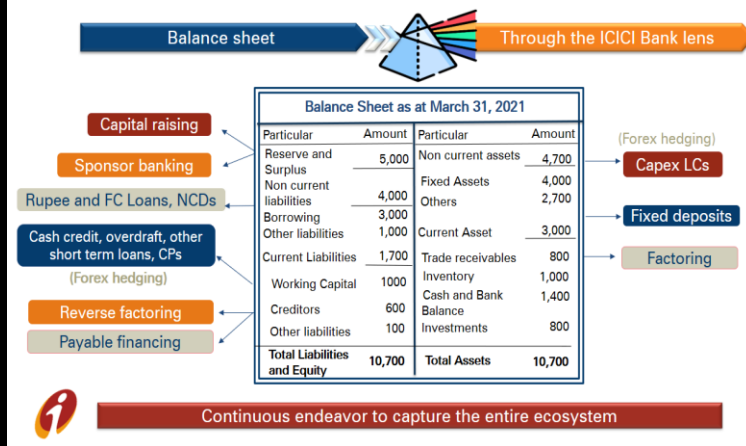 Balance sheet
Through the ICICI Bank lens
Balance Sheet as at March 31, 2021
Particular Amount Particular Amount
Reserve and Surplus 5,000 Non current assets 4,700
Non current liabilities 4,000 Fixed Assets 4,000
Borrowing 3,000 Others 2,700
Other liabilities 1,000 Current Asset 3,000
Current Liabilities 1,700 Trade receivables 800
Working Capital 1000 Inventory 1,000
Creditors 600 Cash and Bank Balance 1,400
Other liabilities 100 Investments 800
Total Liabilities and Equity 10,700 Total Assets 10,700
Capital raising
Sponsor banking
Rupee and FC Loans, NCDs
Cash credit, overdraft, other
short term loans, CPs
(Forex hedging)
Reverse factoring
Payable financing
(Forex hedging)
Capex LCs
Fixed deposits
Factoring
Continuous endeavor to capture the entire ecosystem